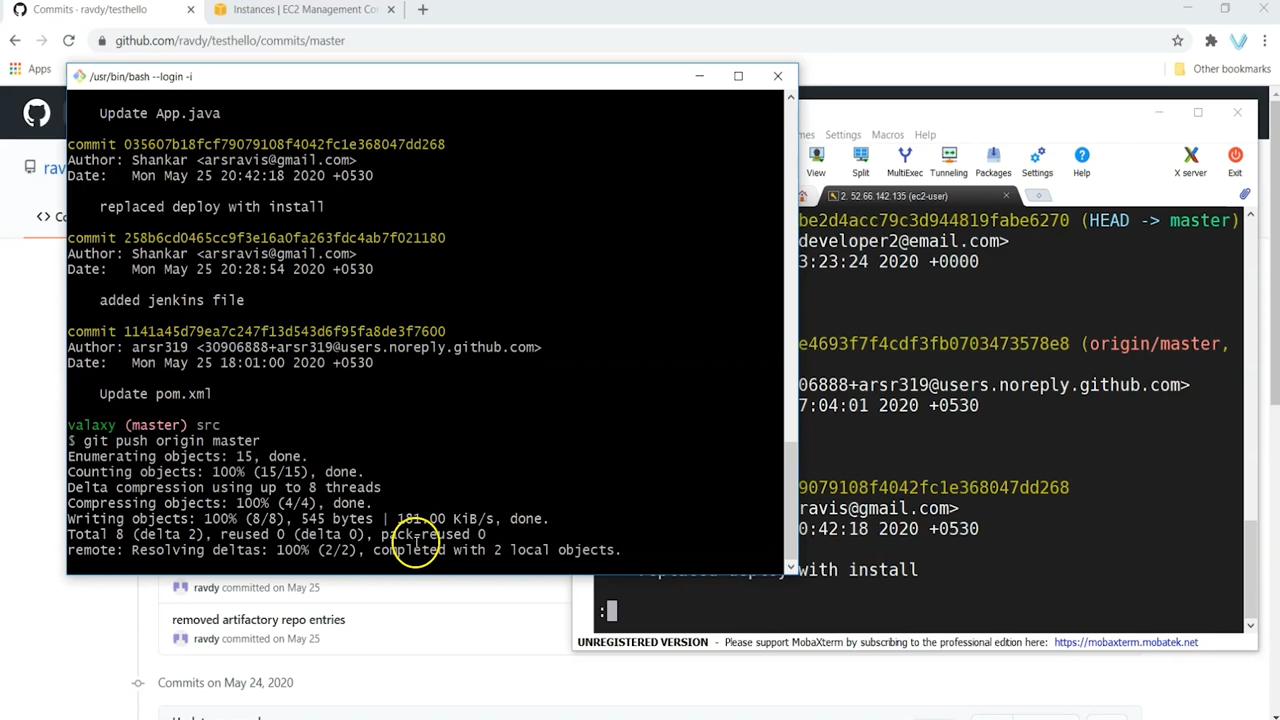 Commits · ravdy/testhello
Instances | EC2 Management Co
github.com/ravdy/testhello/commits/master
Apps
Other bookmarks
/usr/bin/bash --login -i
Update App.java
commit 035607b18fcf79079108f4042fc1e368047dd268
Author: Shankar <arsravis@gmail.com>
Date:   Mon May 25 20:42:18 2020 +0530
replaced deploy with install
commit 258b6cd0465cc9f3e16a0fa263fdc4ab7f021180
Author: Shankar <arsravis@gmail.com>
Date:   Mon May 25 20:28:54 2020 +0530
added jenkins file
commit 1141a45d79ea7c247f13d543d6f95fa8de3f7600
Author: arsr319 <30906888+arsr319@users.noreply.github.com>
Date:   Mon May 25 18:01:00 2020 +0530
Update pom.xml
valaxy (master) src
$ git push origin master
Enumerating objects: 15, done.
Counting objects: 100% (15/15), done.
Delta compression using up to 8 threads
Compressing objects: 100% (4/4), done.
Writing objects: 100% (8/8), 545 bytes | 181.00 KiB/s, done.
Total 8 (delta 2), reused 0 (delta 0), pack-reused 0
remote: Resolving deltas: 100% (2/2), completed with 2 local objects.
rav
<> Co
mes Settings Macros Help
View Split MultiExec Tunneling Packages Settings Help X server Exit
2. 52.66.142.135 (ec2-user)
be2d4acc79c3d944819fabe6270 (HEAD -> master)
developer2@email.com>
3:23:24 2020 +0000
e4693f7f4cdf3fb0703473578e8 (origin/master,
06888+arsr319@users.noreply.github.com>
7:04:01 2020 +0530
9079108f4042fc1e368047dd268
ravis@gmail.com>
0:42:18 2020 +0530
with install
:
UNREGISTERED VERSION - Please support MobaXterm by subscribing to the professional edition here: https://mobaxterm.mobatek.net
ravdy committed on May 25
removed artifactory repo entries
ravdy committed on May 25
Commits on May 24, 2020